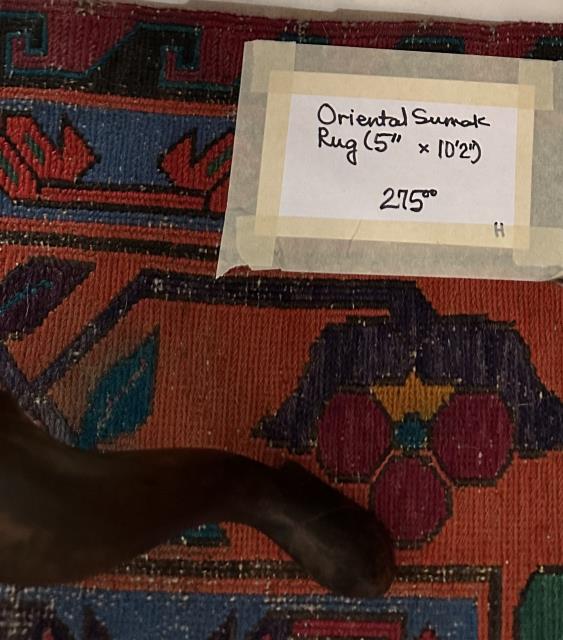 Oriental Sumak
Rug (5" × 10'2")
275⁰⁰
H